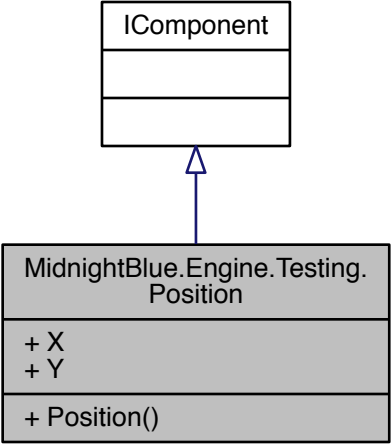 IComponent
MidnightBlue.Engine.Testing.
Position
+ X
+ Y
+ Position()